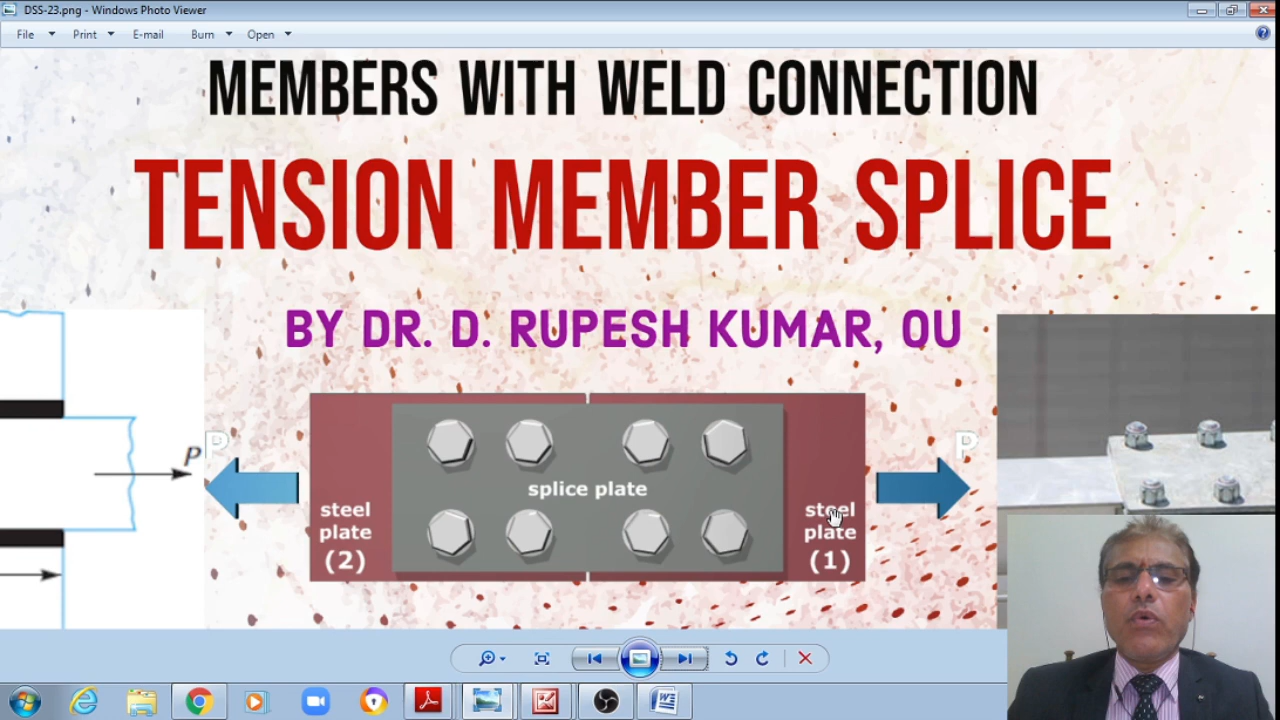 DSS-23.png - Windows Photo Viewer
File Print E-mail Burn Open
MEMBERS WITH WELD CONNECTION
TENSION MEMBER SPLICE
BY DR. D. RUPESH KUMAR, OU
P
P
P
splice plate
steel
plate
(2)
steel
plate
(1)